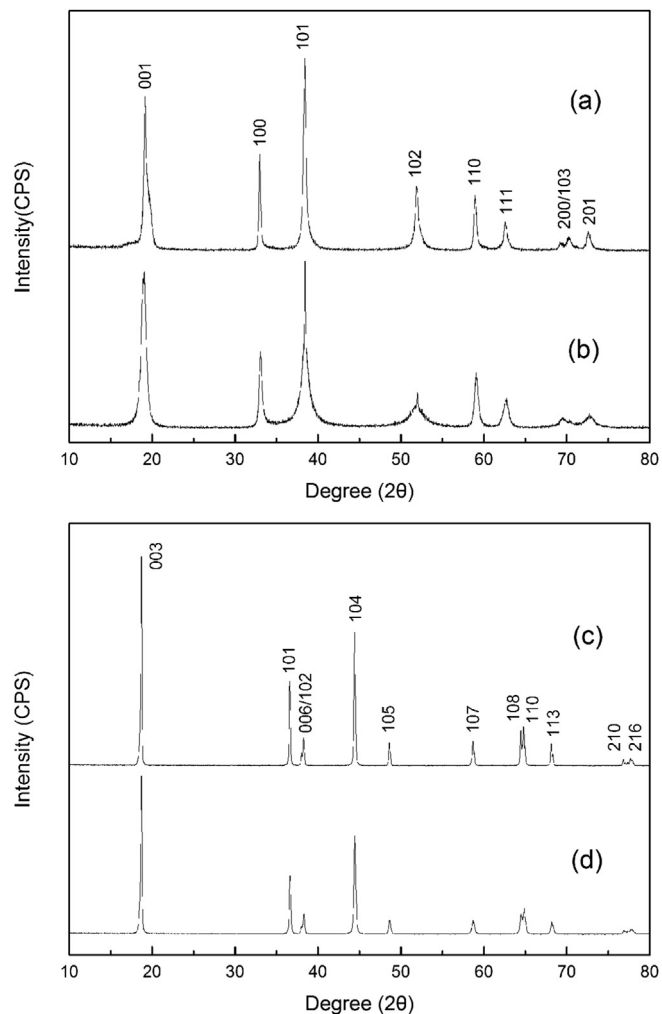 101
001
(a)
100
102
110
200/103
111
201
Intensity(CPS)
(b)
10 20 30 40 50 60 70 80
Degree (2θ)
003
104
(c)
101
006/102
108 110
105
107
113
210 216
Intensity (CPS)
(d)
10 20 30 40 50 60 70 80
Degree (2θ)